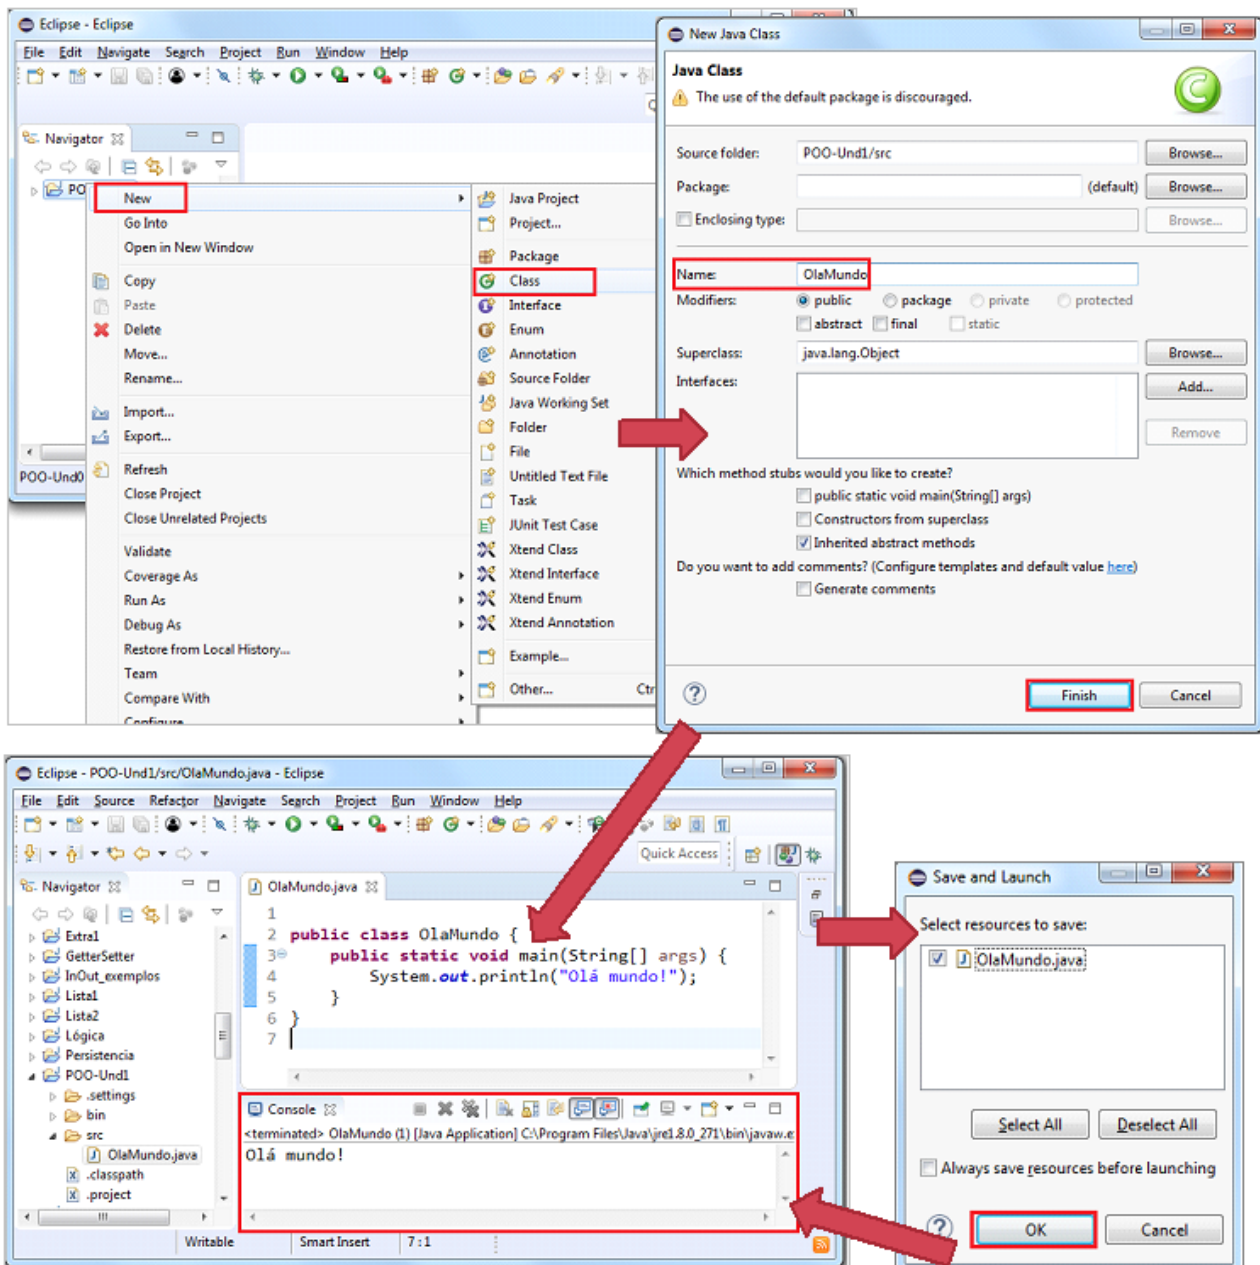 Eclipse - Eclipse
File Edit Navigate Search Project Run Window Help
Navigator
New
Go Into
Open in New Window
Copy
Paste
Delete
Move...
Rename...
Import...
Export...
Refresh
Close Project
Close Unrelated Projects
Validate
Coverage As
Run As
Debug As
Restore from Local History...
Team
Compare With
Configure
POO-Und0
Java Project
Project...
Package
Class
Interface
Enum
Annotation
Source Folder
Java Working Set
Folder
File
Untitled Text File
Task
JUnit Test Case
Xtend Class
Xtend Interface
Xtend Enum
Xtend Annotation
Example...
Other... Ctr
New Java Class
Java Class
The use of the default package is discouraged.
Source folder: POO-Und1/src Browse...
Package: (default) Browse...
Enclosing type: Browse...
Name: OlaMundo
Modifiers: public package private protected
abstract final static
Superclass: java.lang.Object Browse...
Interfaces: Add...
Remove
Which method stubs would you like to create?
public static void main(String[] args)
Constructors from superclass
Inherited abstract methods
Do you want to add comments? (Configure templates and default value here)
Generate comments
Finish Cancel
Eclipse - POO-Und1/src/OlaMundo.java - Eclipse
File Edit Source Refactor Navigate Search Project Run Window Help
Quick Access
Navigator
Extra1
GetterSetter
InOut_exemplos
Lista1
Lista2
Lógica
Persistencia
POO-Und1
.settings
bin
src
OlaMundo.java
.classpath
.project
OlaMundo.java
1
2 public class OlaMundo {
3 public static void main(String[] args) {
4 System.out.println("Olá mundo!");
5 }
6 }
7
Console
<terminated> OlaMundo (1) [Java Application] C:\Program Files\Java\jre1.8.0_271\bin\javaw.e
Olá mundo!
Writable Smart Insert 7 : 1
Save and Launch
Select resources to save:
OlaMundo.java
Select All Deselect All
Always save resources before launching
OK Cancel